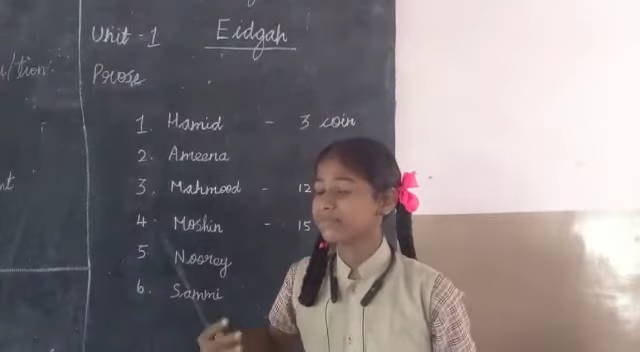 Unit - 1 Eidgah
Prose
1. Hamid - 3 coin
2. Ameena
3. Mahmood - 12
4. Moshin - 15
5. Noorey
6. Sammi